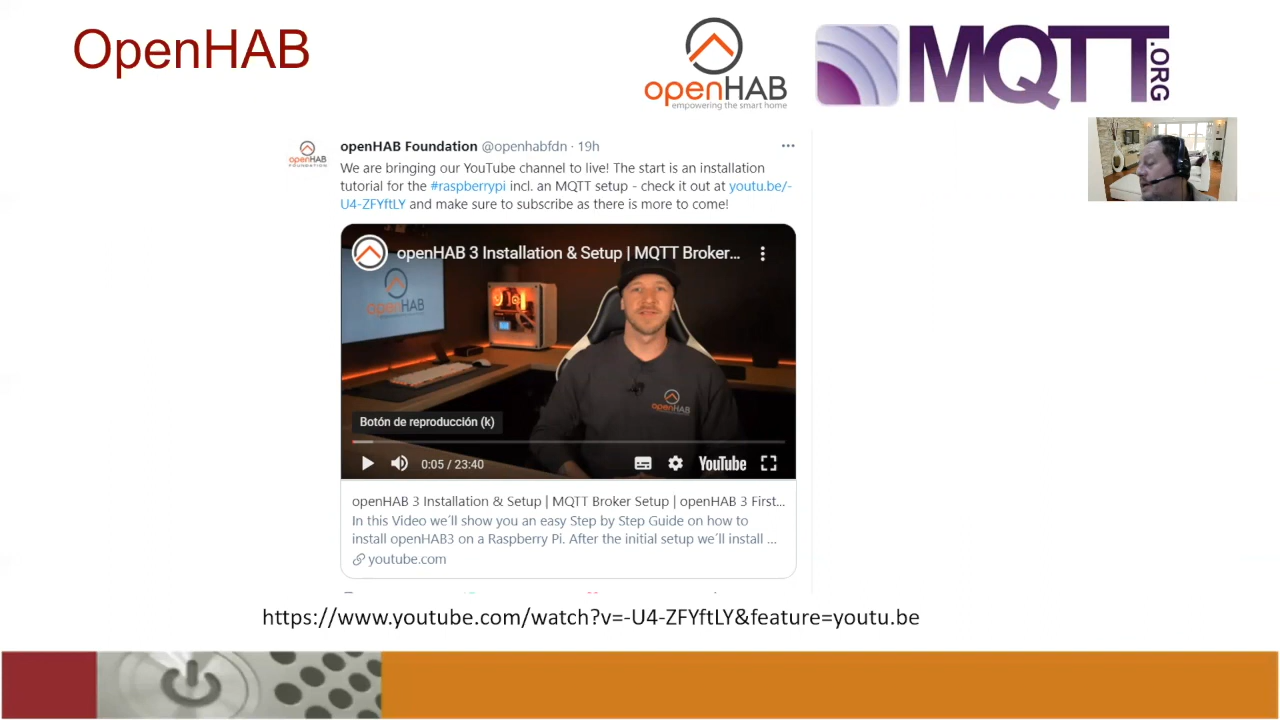 OpenHAB
openHAB
empowering the smart home
MQTT
.ORG
openHAB
FOUNDATION
openHAB Foundation @openhabfdn · 19h
We are bringing our YouTube channel to live! The start is an installation
tutorial for the #raspberrypi incl. an MQTT setup - check it out at youtu.be/-
U4-ZFYftLY and make sure to subscribe as there is more to come!
openHAB 3 Installation & Setup | MQTT Broker...
openHAB
openHAB
Botón de reproducción (k)
0:05 / 23:40
YouTube
openHAB 3 Installation & Setup | MQTT Broker Setup | openHAB 3 First...
In this Video we´ll show you an easy Step by Step Guide on how to
install openHAB3 on a Raspberry Pi. After the initial setup we´ll install ...
youtube.com
https://www.youtube.com/watch?v=-U4-ZFYftLY&feature=youtu.be